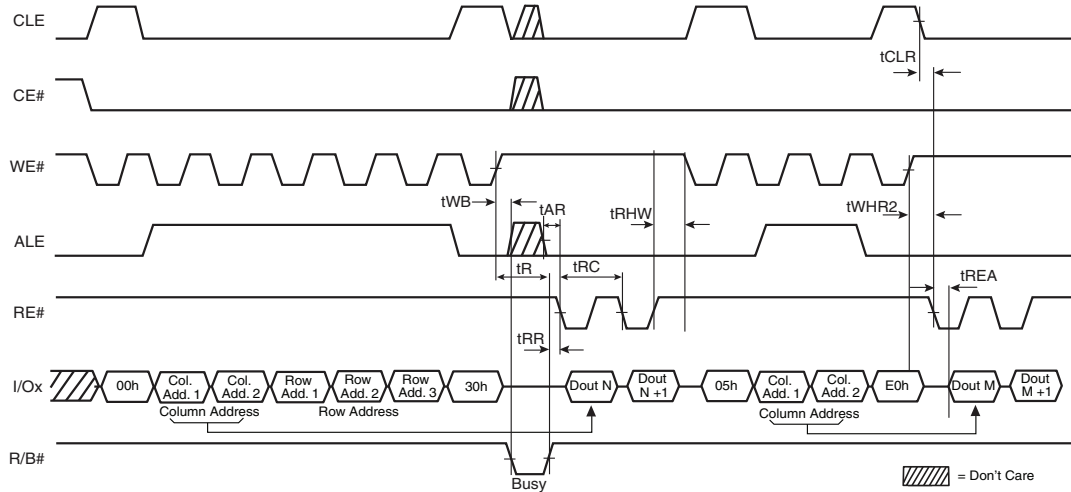 CLE
tCLR
CE#
WE#
tWB
tAR
tRHW
tWHR2
ALE
tR
tRC
tREA
RE#
tRR
I/Ox
00h
Col. Add. 1
Col. Add. 2
Row Add. 1
Row Add. 2
Row Add. 3
30h
Dout N
Dout N +1
05h
Col. Add. 1
Col. Add. 2
E0h
Dout M
Dout M +1
Column Address
Row Address
Column Address
R/B#
Busy
= Don't Care